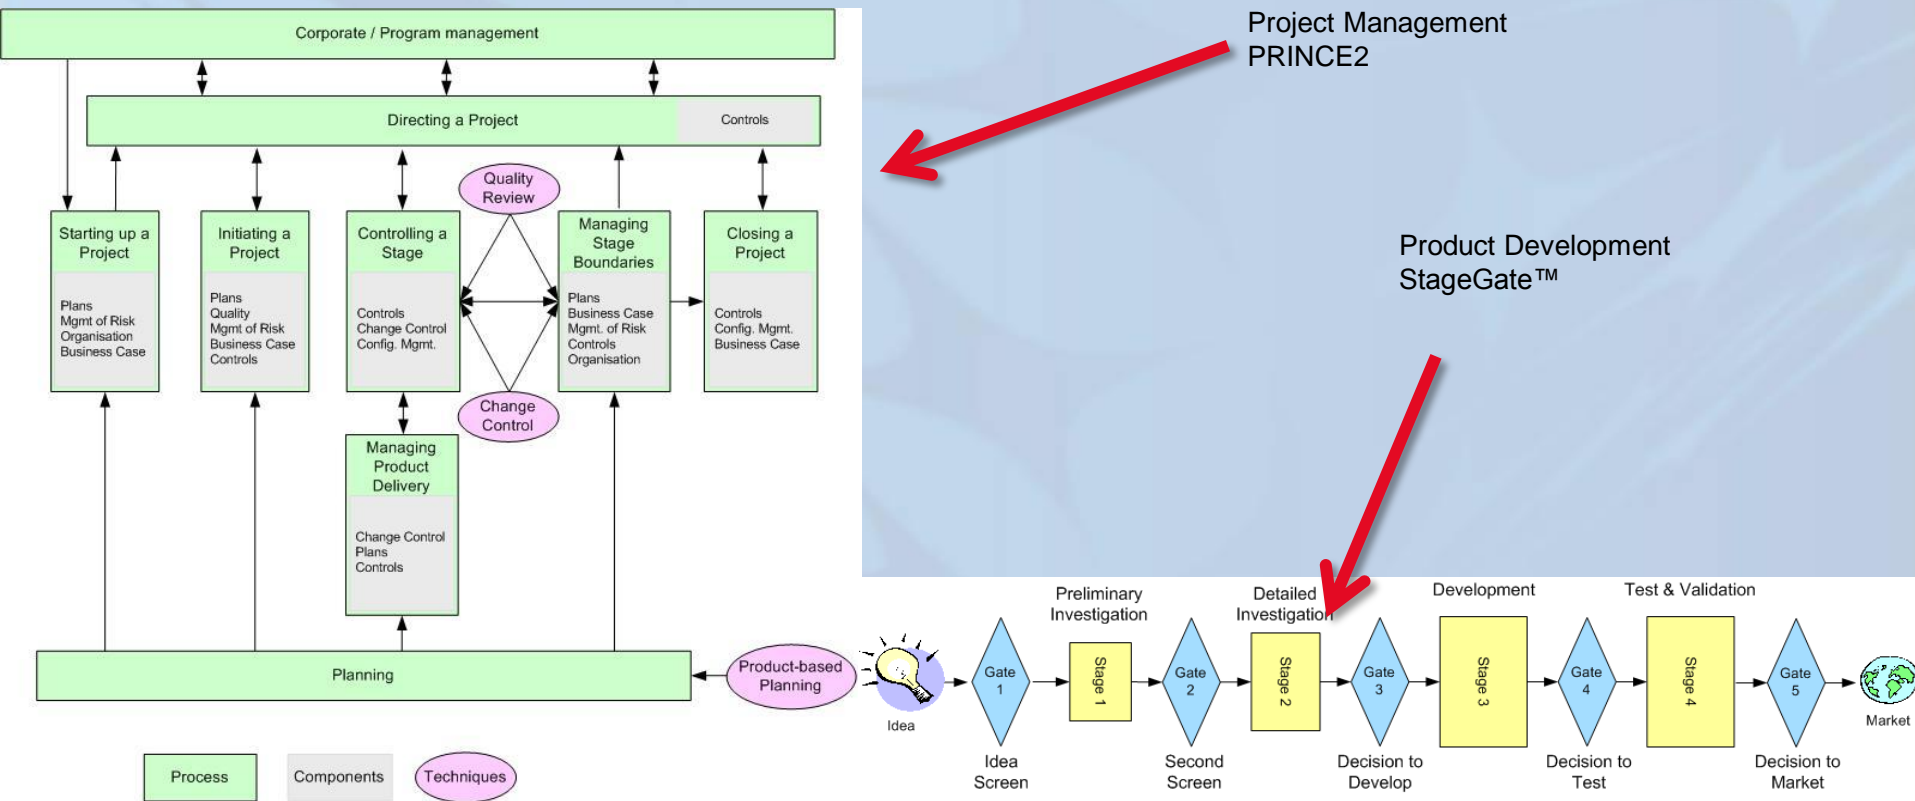 Corporate / Program management
Directing a Project
Controls
Quality
Review
Starting up a
Project
Plans
Mgmt of Risk
Organisation
Business Case
Initiating a
Project
Plans
Quality
Mgmt of Risk
Business Case
Controls
Controlling a
Stage
Controls
Change Control
Config. Mgmt.
Managing
Stage
Boundaries
Plans
Business Case
Mgmt. of Risk
Controls
Organisation
Closing a
Project
Controls
Config. Mgmt.
Business Case
Change
Control
Managing
Product
Delivery
Change Control
Plans
Controls
Planning
Product-based
Planning
Process
Components
Techniques
Project Management
PRINCE2
Product Development
StageGate™
Idea
Gate
1
Idea
Screen
Preliminary
Investigation
Stage 1
Gate
2
Second
Screen
Detailed
Investigation
Stage 2
Gate
3
Decision to
Develop
Development
Stage 3
Gate
4
Decision to
Test
Test & Validation
Stage 4
Gate
5
Decision to
Market
Market